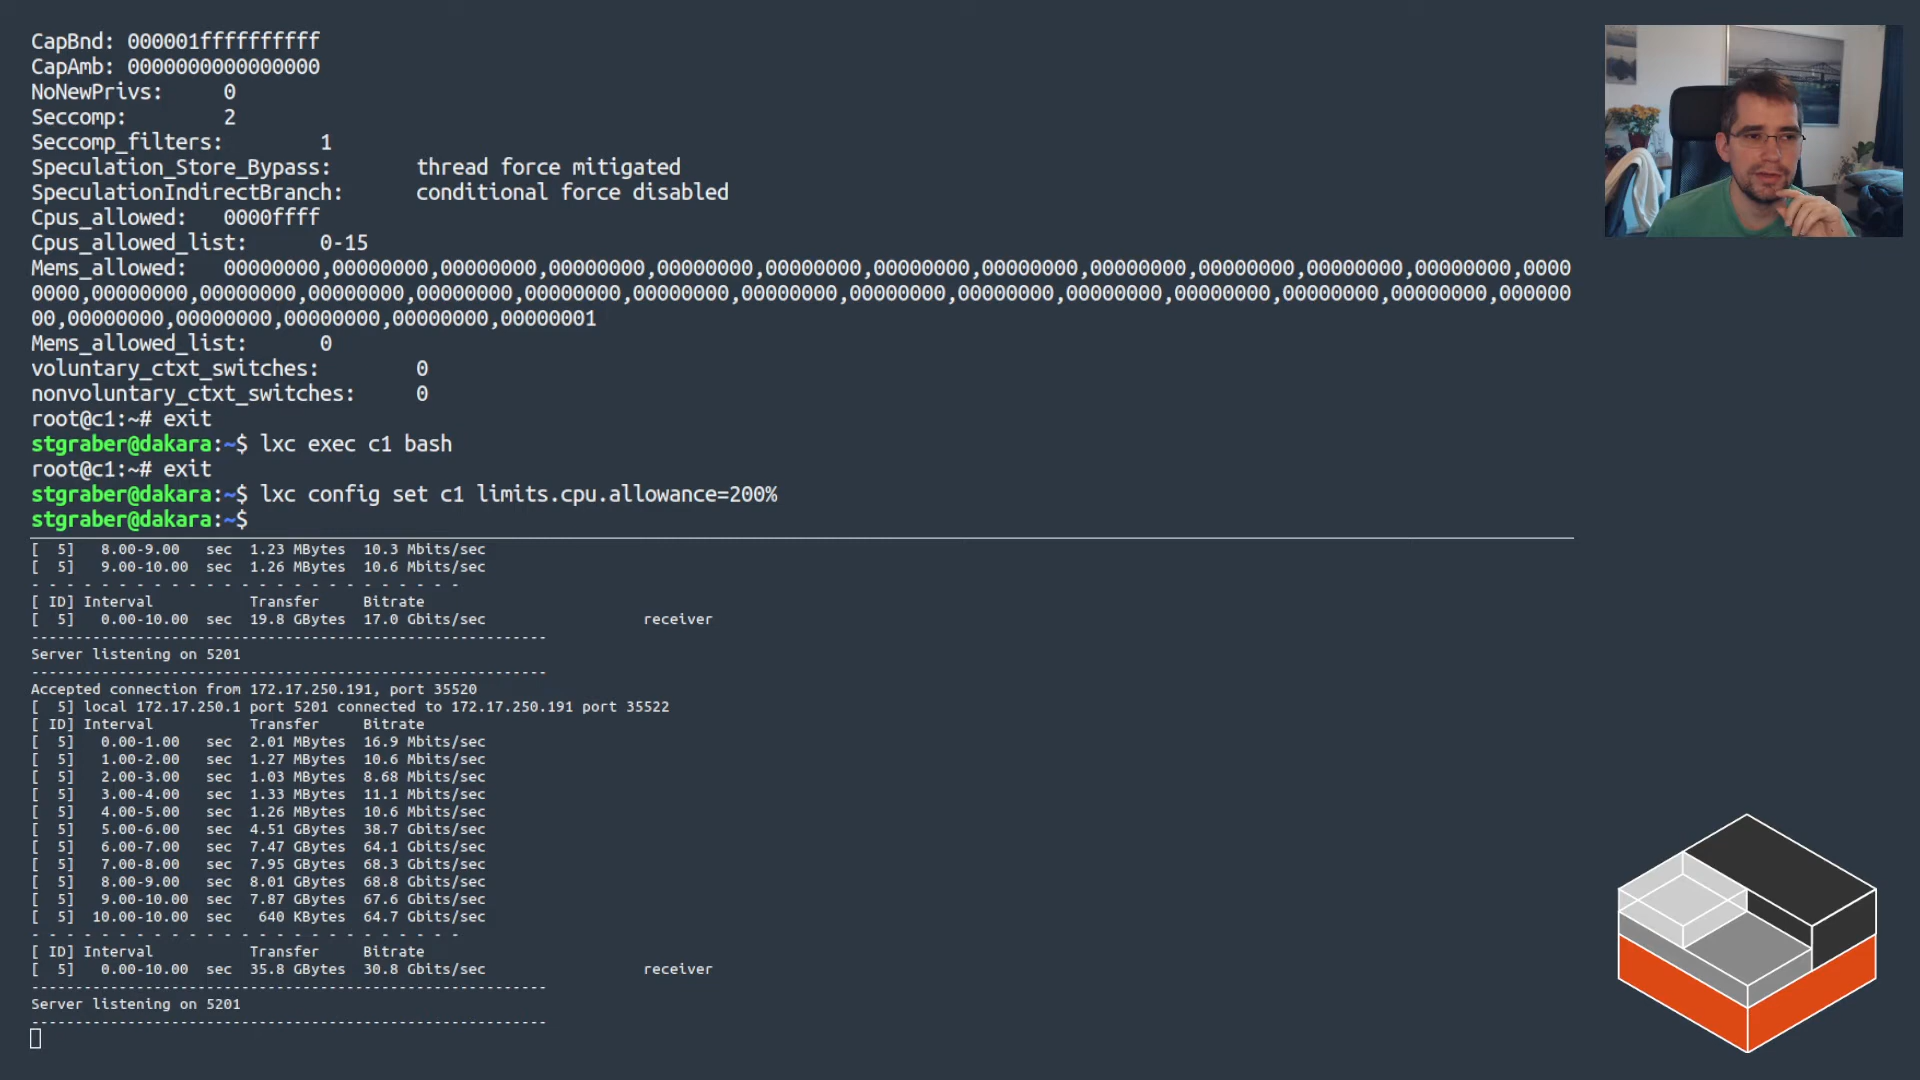 CapBnd: 000001ffffffffff
CapAmb: 0000000000000000
NoNewPrivs: 0
Seccomp: 2
Seccomp_filters: 1
Speculation_Store_Bypass: thread force mitigated
SpeculationIndirectBranch: conditional force disabled
Cpus_allowed: 0000ffff
Cpus_allowed_list: 0-15
Mems_allowed: 00000000,00000000,00000000,00000000,00000000,00000000,00000000,00000000,00000000,00000000,00000000,00000000,0000
0000,00000000,00000000,00000000,00000000,00000000,00000000,00000000,00000000,00000000,00000000,00000000,00000000,000000
00,00000000,00000000,00000000,00000000,00000001
Mems_allowed_list: 0
voluntary_ctxt_switches: 0
nonvoluntary_ctxt_switches: 0
root@c1:~# exit
stgraber@dakara:~$ lxc exec c1 bash
root@c1:~# exit
stgraber@dakara:~$ lxc config set c1 limits.cpu.allowance=200%
stgraber@dakara:~$
[ 5] 8.00-9.00 sec 1.23 MBytes 10.3 Mbits/sec
[ 5] 9.00-10.00 sec 1.26 MBytes 10.6 Mbits/sec
- - - - - - - - - - - - - - - - - - - - - - - - -
[ ID] Interval Transfer Bitrate
[ 5] 0.00-10.00 sec 19.8 GBytes 17.0 Gbits/sec receiver
-----------------------------------------------------------
Server listening on 5201
-----------------------------------------------------------
Accepted connection from 172.17.250.191, port 35520
[ 5] local 172.17.250.1 port 5201 connected to 172.17.250.191 port 35522
[ ID] Interval Transfer Bitrate
[ 5] 0.00-1.00 sec 2.01 MBytes 16.9 Mbits/sec
[ 5] 1.00-2.00 sec 1.27 MBytes 10.6 Mbits/sec
[ 5] 2.00-3.00 sec 1.03 MBytes 8.68 Mbits/sec
[ 5] 3.00-4.00 sec 1.33 MBytes 11.1 Mbits/sec
[ 5] 4.00-5.00 sec 1.26 MBytes 10.6 Mbits/sec
[ 5] 5.00-6.00 sec 4.51 GBytes 38.7 Gbits/sec
[ 5] 6.00-7.00 sec 7.47 GBytes 64.1 Gbits/sec
[ 5] 7.00-8.00 sec 7.95 GBytes 68.3 Gbits/sec
[ 5] 8.00-9.00 sec 8.01 GBytes 68.8 Gbits/sec
[ 5] 9.00-10.00 sec 7.87 GBytes 67.6 Gbits/sec
[ 5] 10.00-10.00 sec 640 KBytes 64.7 Gbits/sec
- - - - - - - - - - - - - - - - - - - - - - - - -
[ ID] Interval Transfer Bitrate
[ 5] 0.00-10.00 sec 35.8 GBytes 30.8 Gbits/sec receiver
-----------------------------------------------------------
Server listening on 5201
-----------------------------------------------------------